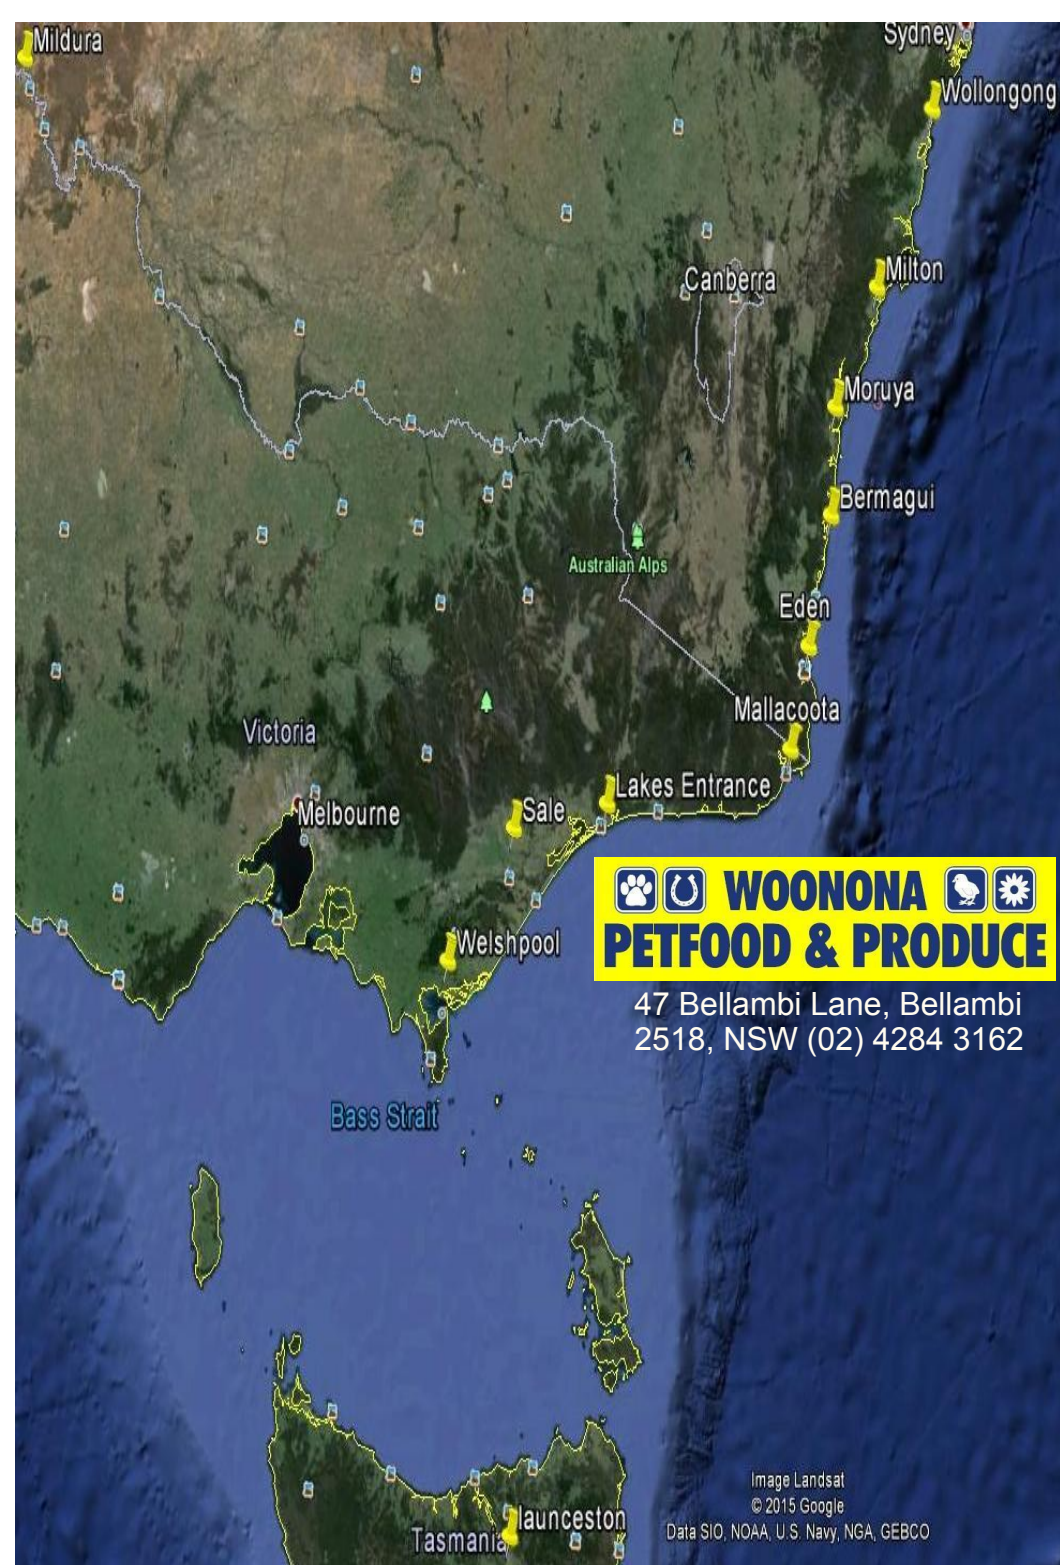 Mildura
Sydney
Wollongong
Milton
Canberra
Moruya
Bermagui
Australian Alps
Eden
Mallacoota
Victoria
Lakes Entrance
Sale
Melbourne
WOONONA
PETFOOD & PRODUCE
Welshpool
47 Bellambi Lane, Bellambi
2518, NSW (02) 4284 3162
Bass Strait
Image Landsat
© 2015 Google
Data SIO, NOAA, U.S. Navy, NGA, GEBCO
launceston
Tasmania